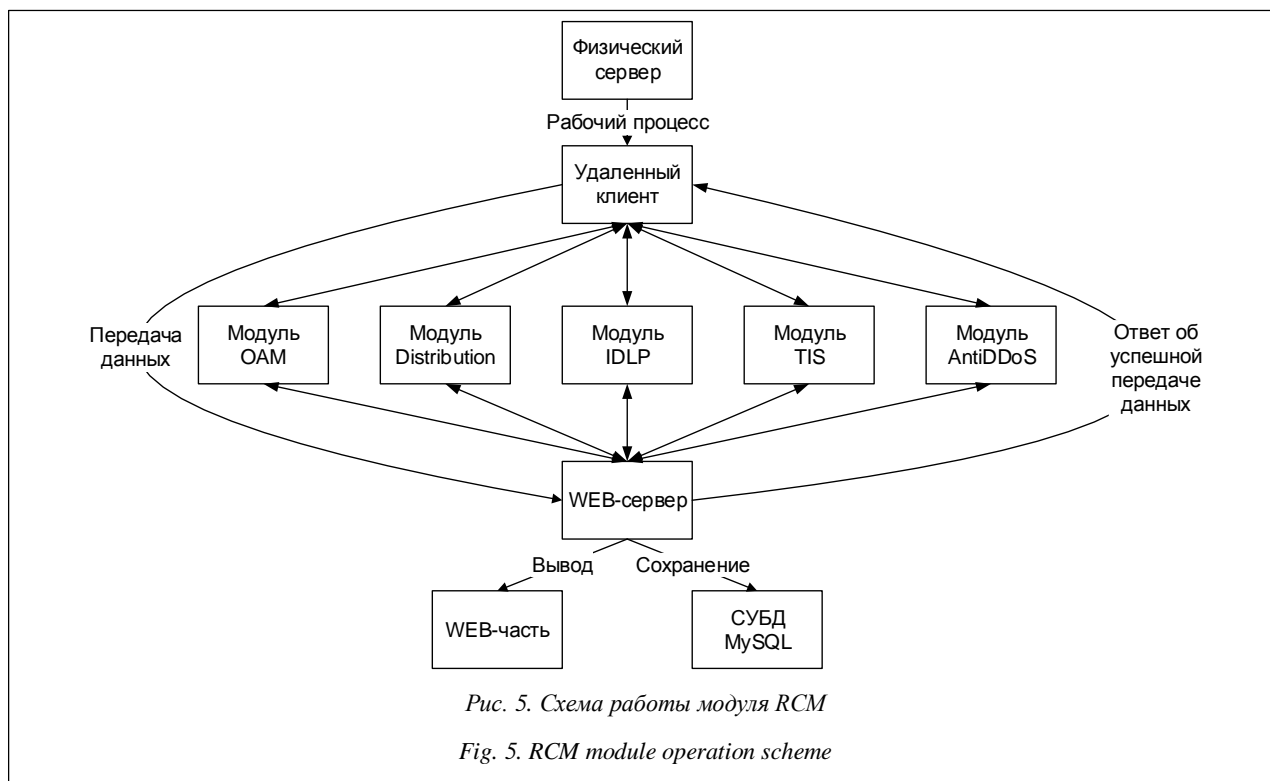 Физический
сервер
Рабочий процесс
Удаленный
клиент
Передача
данных
Модуль
OAM
Модуль
Distribution
Модуль
IDLP
Модуль
TIS
Модуль
AntiDDoS
Ответ об
успешной
передаче
данных
WEB-сервер
Вывод
Сохранение
WEB-часть
СУБД
MySQL
Рис. 5. Схема работы модуля RCM
Fig. 5. RCM module operation scheme